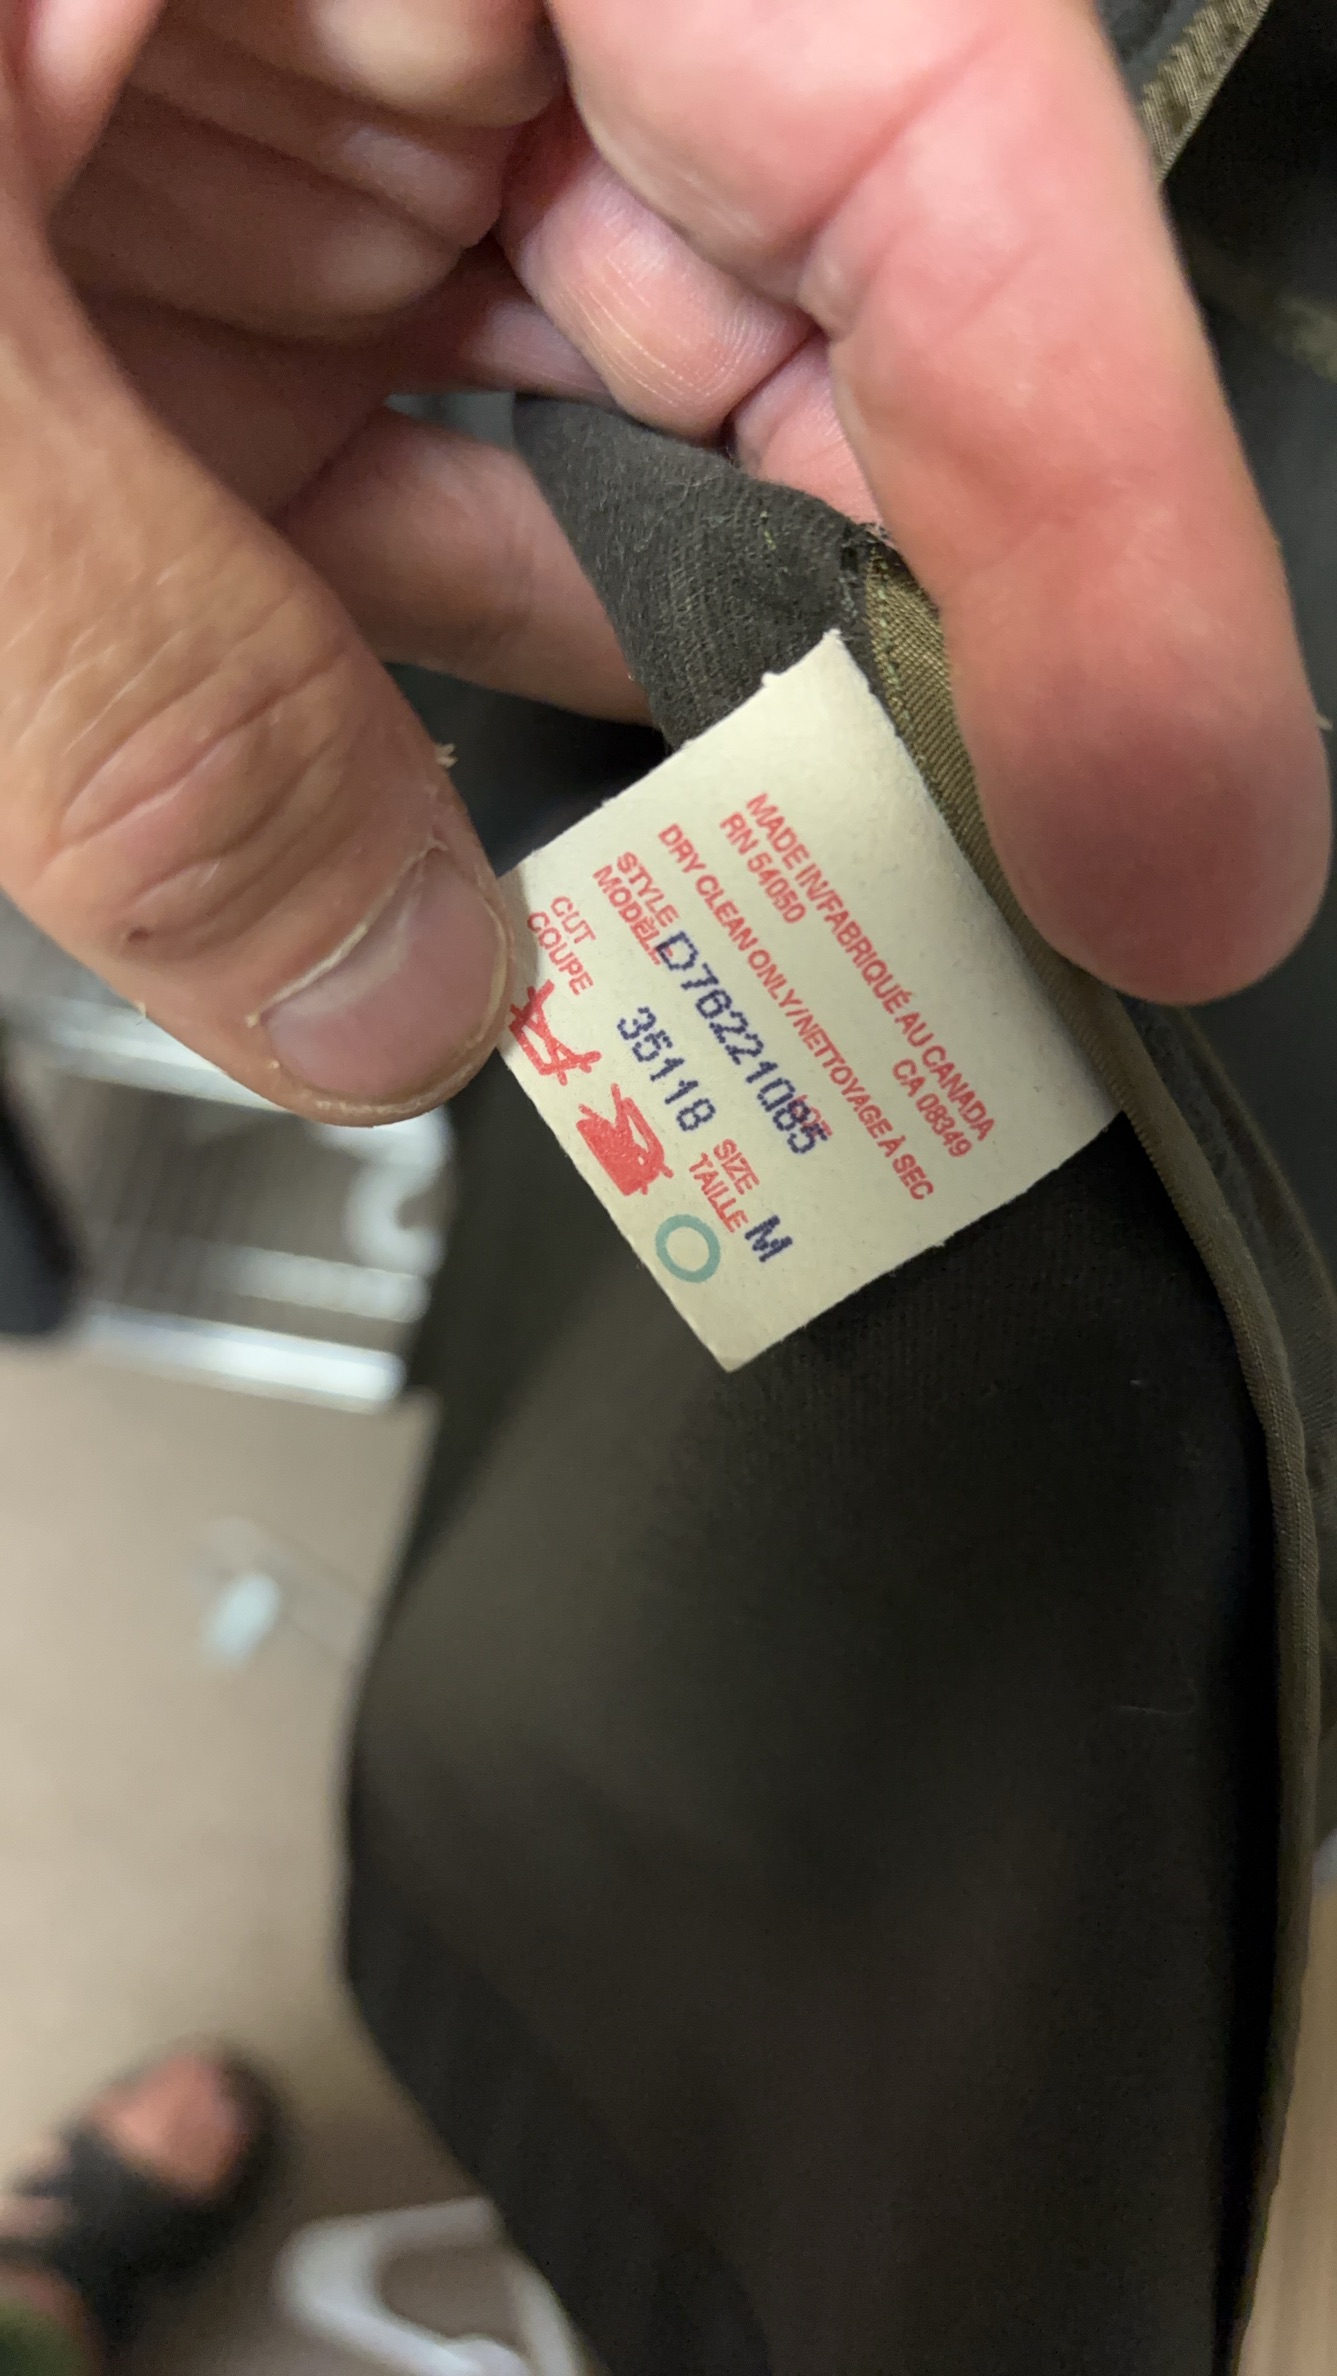 MADE IN/FABRIQUÉ AU CANADA
RN 54050 CA 08349
DRY CLEAN ONLY/NETTOYAGE À SEC
STYLE
MODÈLE D76221085
CUT
COUPE 35118
SIZE
TAILLE M